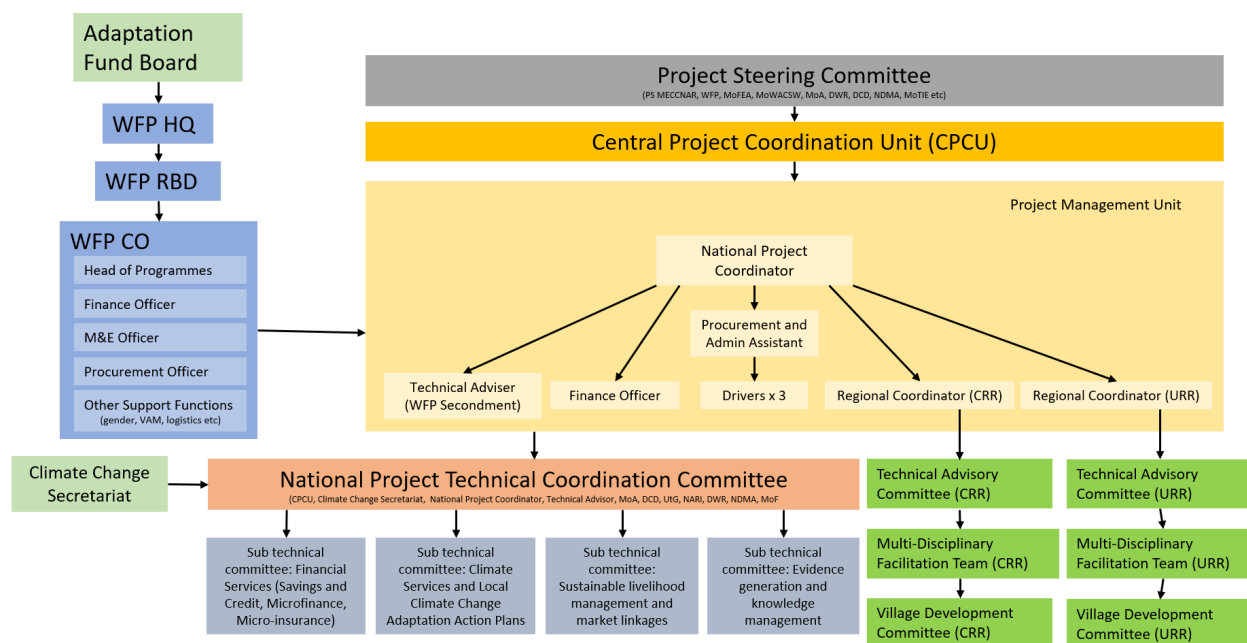 Adaptation
Fund Board
WFP HQ
WFP RBD
WFP CO
Head of Programmes
Finance Officer
M&E Officer
Procurement Officer
Other Support Functions
(gender, VAM, logistics etc)
Project Steering Committee
(PS MECCNAR, WFP, MoFEA, MoWACSW, MoA, DWR, DCD, NDMA, MoTIE etc)
Central Project Coordination Unit (CPCU)
Project Management Unit
National Project
Coordinator
Procurement and
Admin Assistant
Technical Adviser
(WFP Secondment)
Finance Officer
Drivers x 3
Regional Coordinator (CRR)
Regional Coordinator (URR)
Climate Change
Secretariat
National Project Technical Coordination Committee
(CPCU, Climate Change Secretariat, National Project Coordinator, Technical Advisor, MoA, DCD, UtG, NARI, DWR, NDMA, MoF
Sub technical
committee: Financial
Services (Savings and
Credit, Microfinance,
Micro-insurance)
Sub technical
committee: Climate
Services and Local
Climate Change
Adaptation Action Plans
Sub technical
committee:
Sustainable livelihood
management and
market linkages
Sub technical
committee: Evidence
generation and
knowledge
management
Technical Advisory
Committee (CRR)
Multi-Disciplinary
Facilitation Team (CRR)
Village Development
Committee (CRR)
Technical Advisory
Committee (URR)
Multi-Disciplinary
Facilitation Team (URR)
Village Development
Committee (URR)